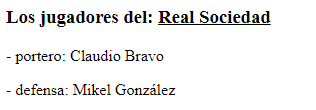 Los jugadores del: Real Sociedad
- portero: Claudio Bravo
- defensa: Mikel González